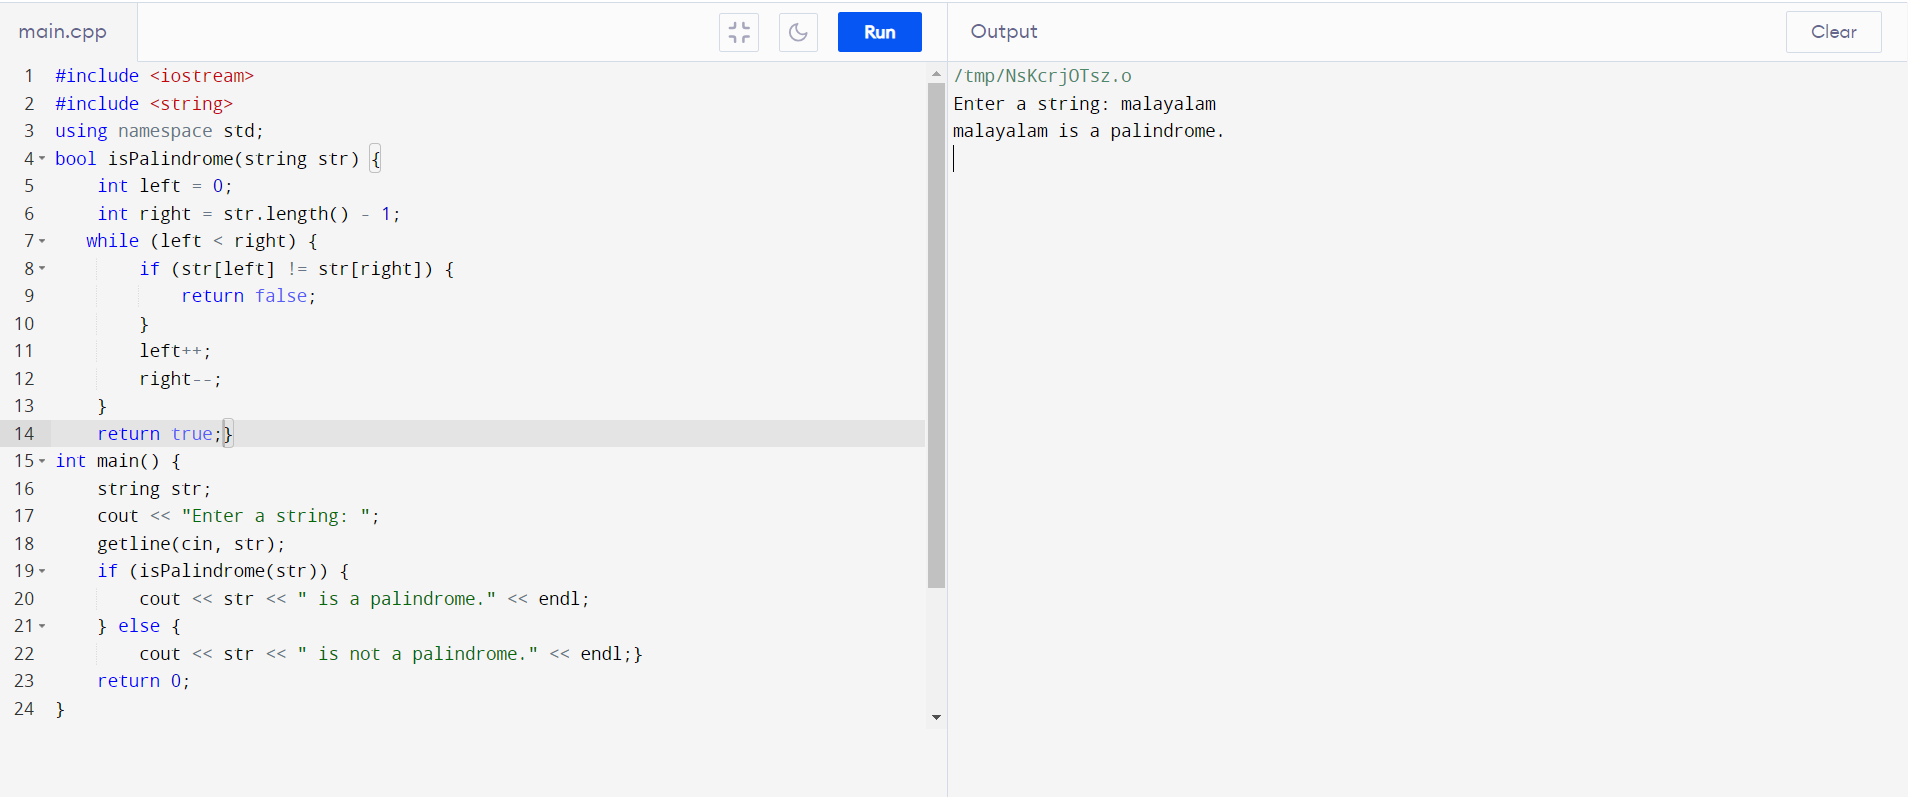 main.cpp
Run
Output
Clear
1 #include <iostream>
2 #include <string>
3 using namespace std;
4 bool isPalindrome(string str) {
5     int left = 0;
6     int right = str.length() - 1;
7    while (left < right) {
8         if (str[left] != str[right]) {
9             return false;
10         }
11         left++;
12         right--;
13     }
14     return true;}
15 int main() {
16     string str;
17     cout << "Enter a string: ";
18     getline(cin, str);
19     if (isPalindrome(str)) {
20         cout << str << " is a palindrome." << endl;
21     } else {
22         cout << str << " is not a palindrome." << endl;}
23     return 0;
24 }
/tmp/NsKcrjOTsz.o
Enter a string: malayalam
malayalam is a palindrome.